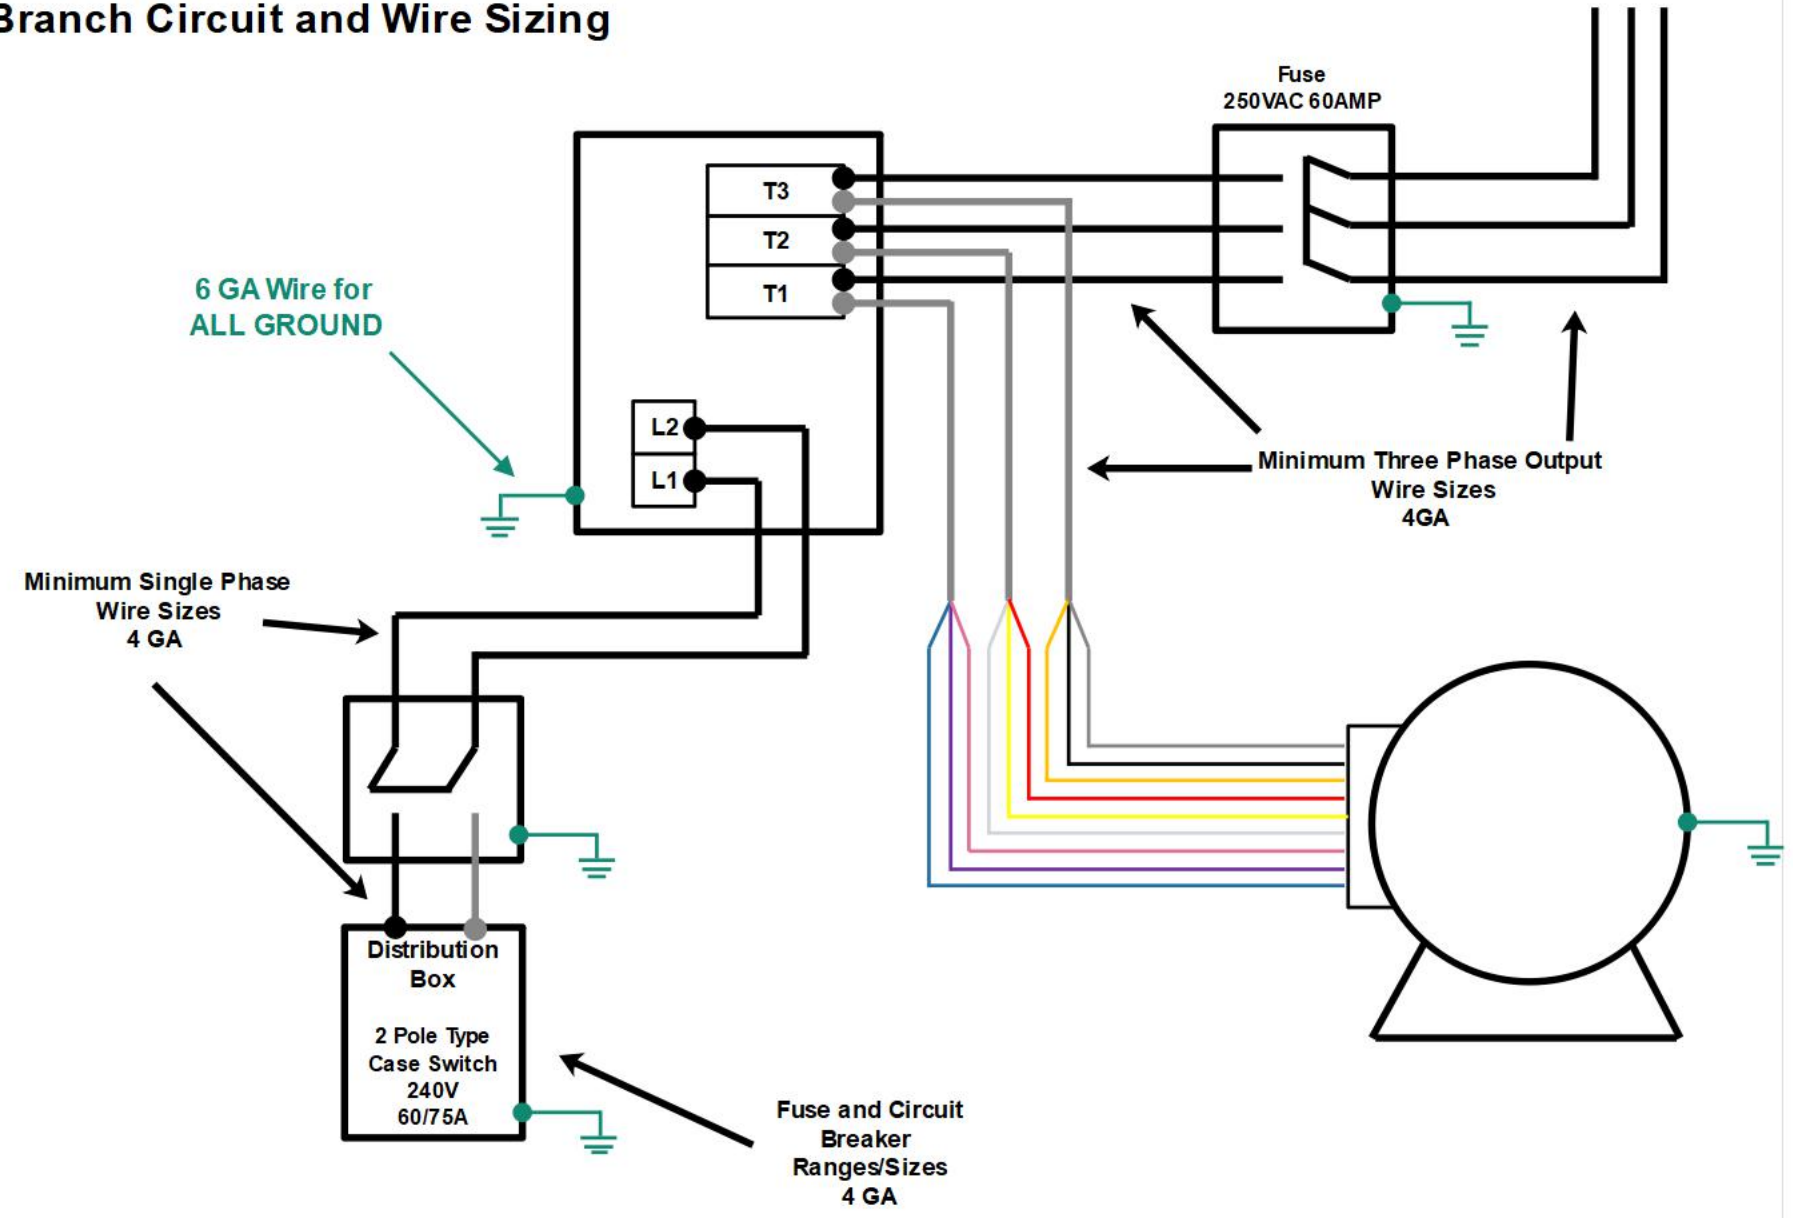 Branch Circuit and Wire Sizing
Fuse
250VAC 60AMP
T3
T2
T1
6 GA Wire for
ALL GROUND
L2
L1
Minimum Three Phase Output
Wire Sizes
4GA
Minimum Single Phase
Wire Sizes
4 GA
Distribution
Box
2 Pole Type
Case Switch
240V
60/75A
Fuse and Circuit
Breaker
Ranges/Sizes
4 GA